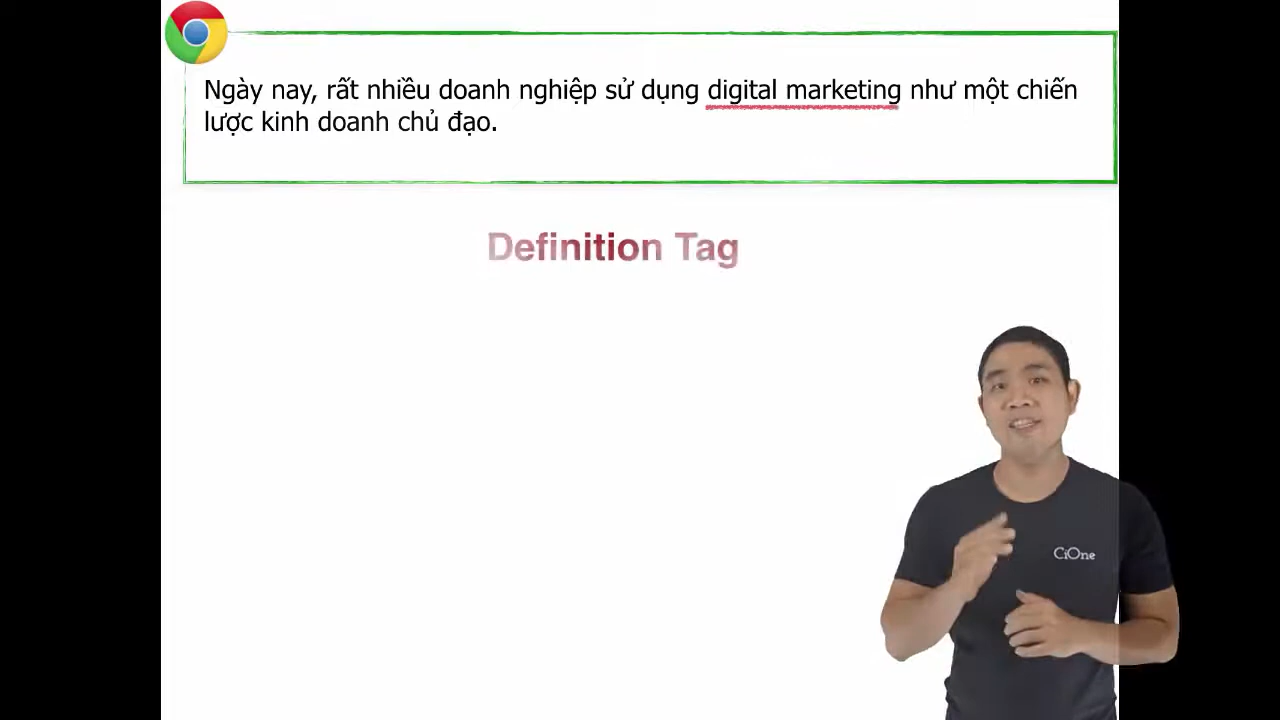 Ngày nay, rất nhiều doanh nghiệp sử dụng digital marketing như một chiến
lược kinh doanh chủ đạo.
Definition Tag
CiOne